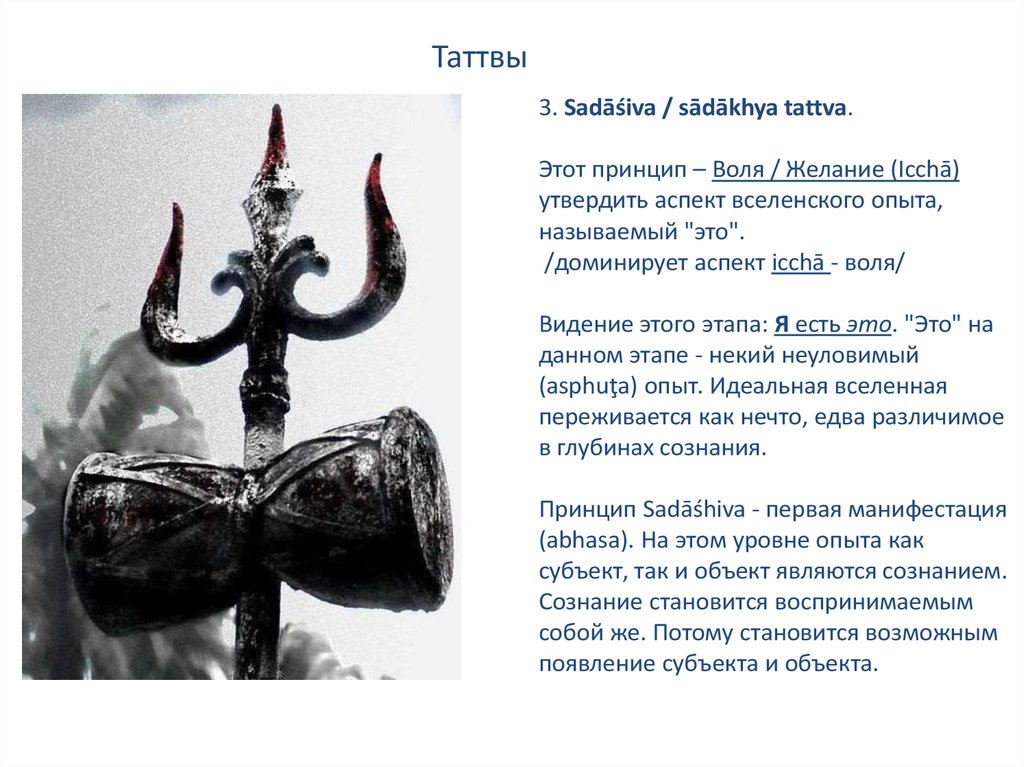 Таттвы
3. Sadāśiva / sādākhya tattva.
Этот принцип – Воля / Желание (Icchā)
утвердить аспект вселенского опыта,
называемый "это".
/доминирует аспект icchā - воля/
Видение этого этапа: Я есть это. "Это" на
данном этапе - некий неуловимый
(asphuţa) опыт. Идеальная вселенная
переживается как нечто, едва различимое
в глубинах сознания.
Принцип Sadāśhiva - первая манифестация
(abhasa). На этом уровне опыта как
субъект, так и объект являются сознанием.
Сознание становится воспринимаемым
собой же. Потому становится возможным
появление субъекта и объекта.